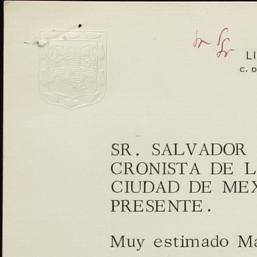 LI
C. D
SR. SALVADOR
CRONISTA DE L
CIUDAD DE MEX
PRESENTE.
Muy estimado Ma